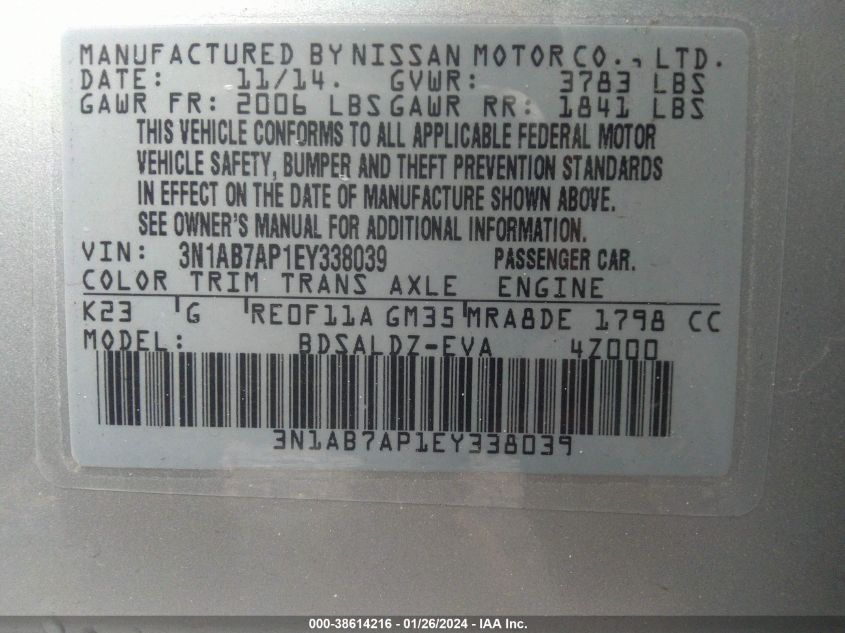 MANUFACTURED BY NISSAN MOTOR CO., LTD.
DATE: 11/14. GVWR: 3783 LBS
GAWR FR: 2006 LBS GAWR RR: 1841 LBS
THIS VEHICLE CONFORMS TO ALL APPLICABLE FEDERAL MOTOR
VEHICLE SAFETY, BUMPER AND THEFT PREVENTION STANDARDS
IN EFFECT ON THE DATE OF MANUFACTURE SHOWN ABOVE.
SEE OWNER'S MANUAL FOR ADDITIONAL INFORMATION.
VIN: 3N1AB7AP1EY338039 PASSENGER CAR.
COLOR TRIM TRANS AXLE ENGINE
K23 G RE0F11A GM35 MRA8DE 1798 CC
MODEL: BDSALDZ-EVA 4Z000
3N1AB7AP1EY338039
000-38614216 - 01/26/2024 - IAA Inc.